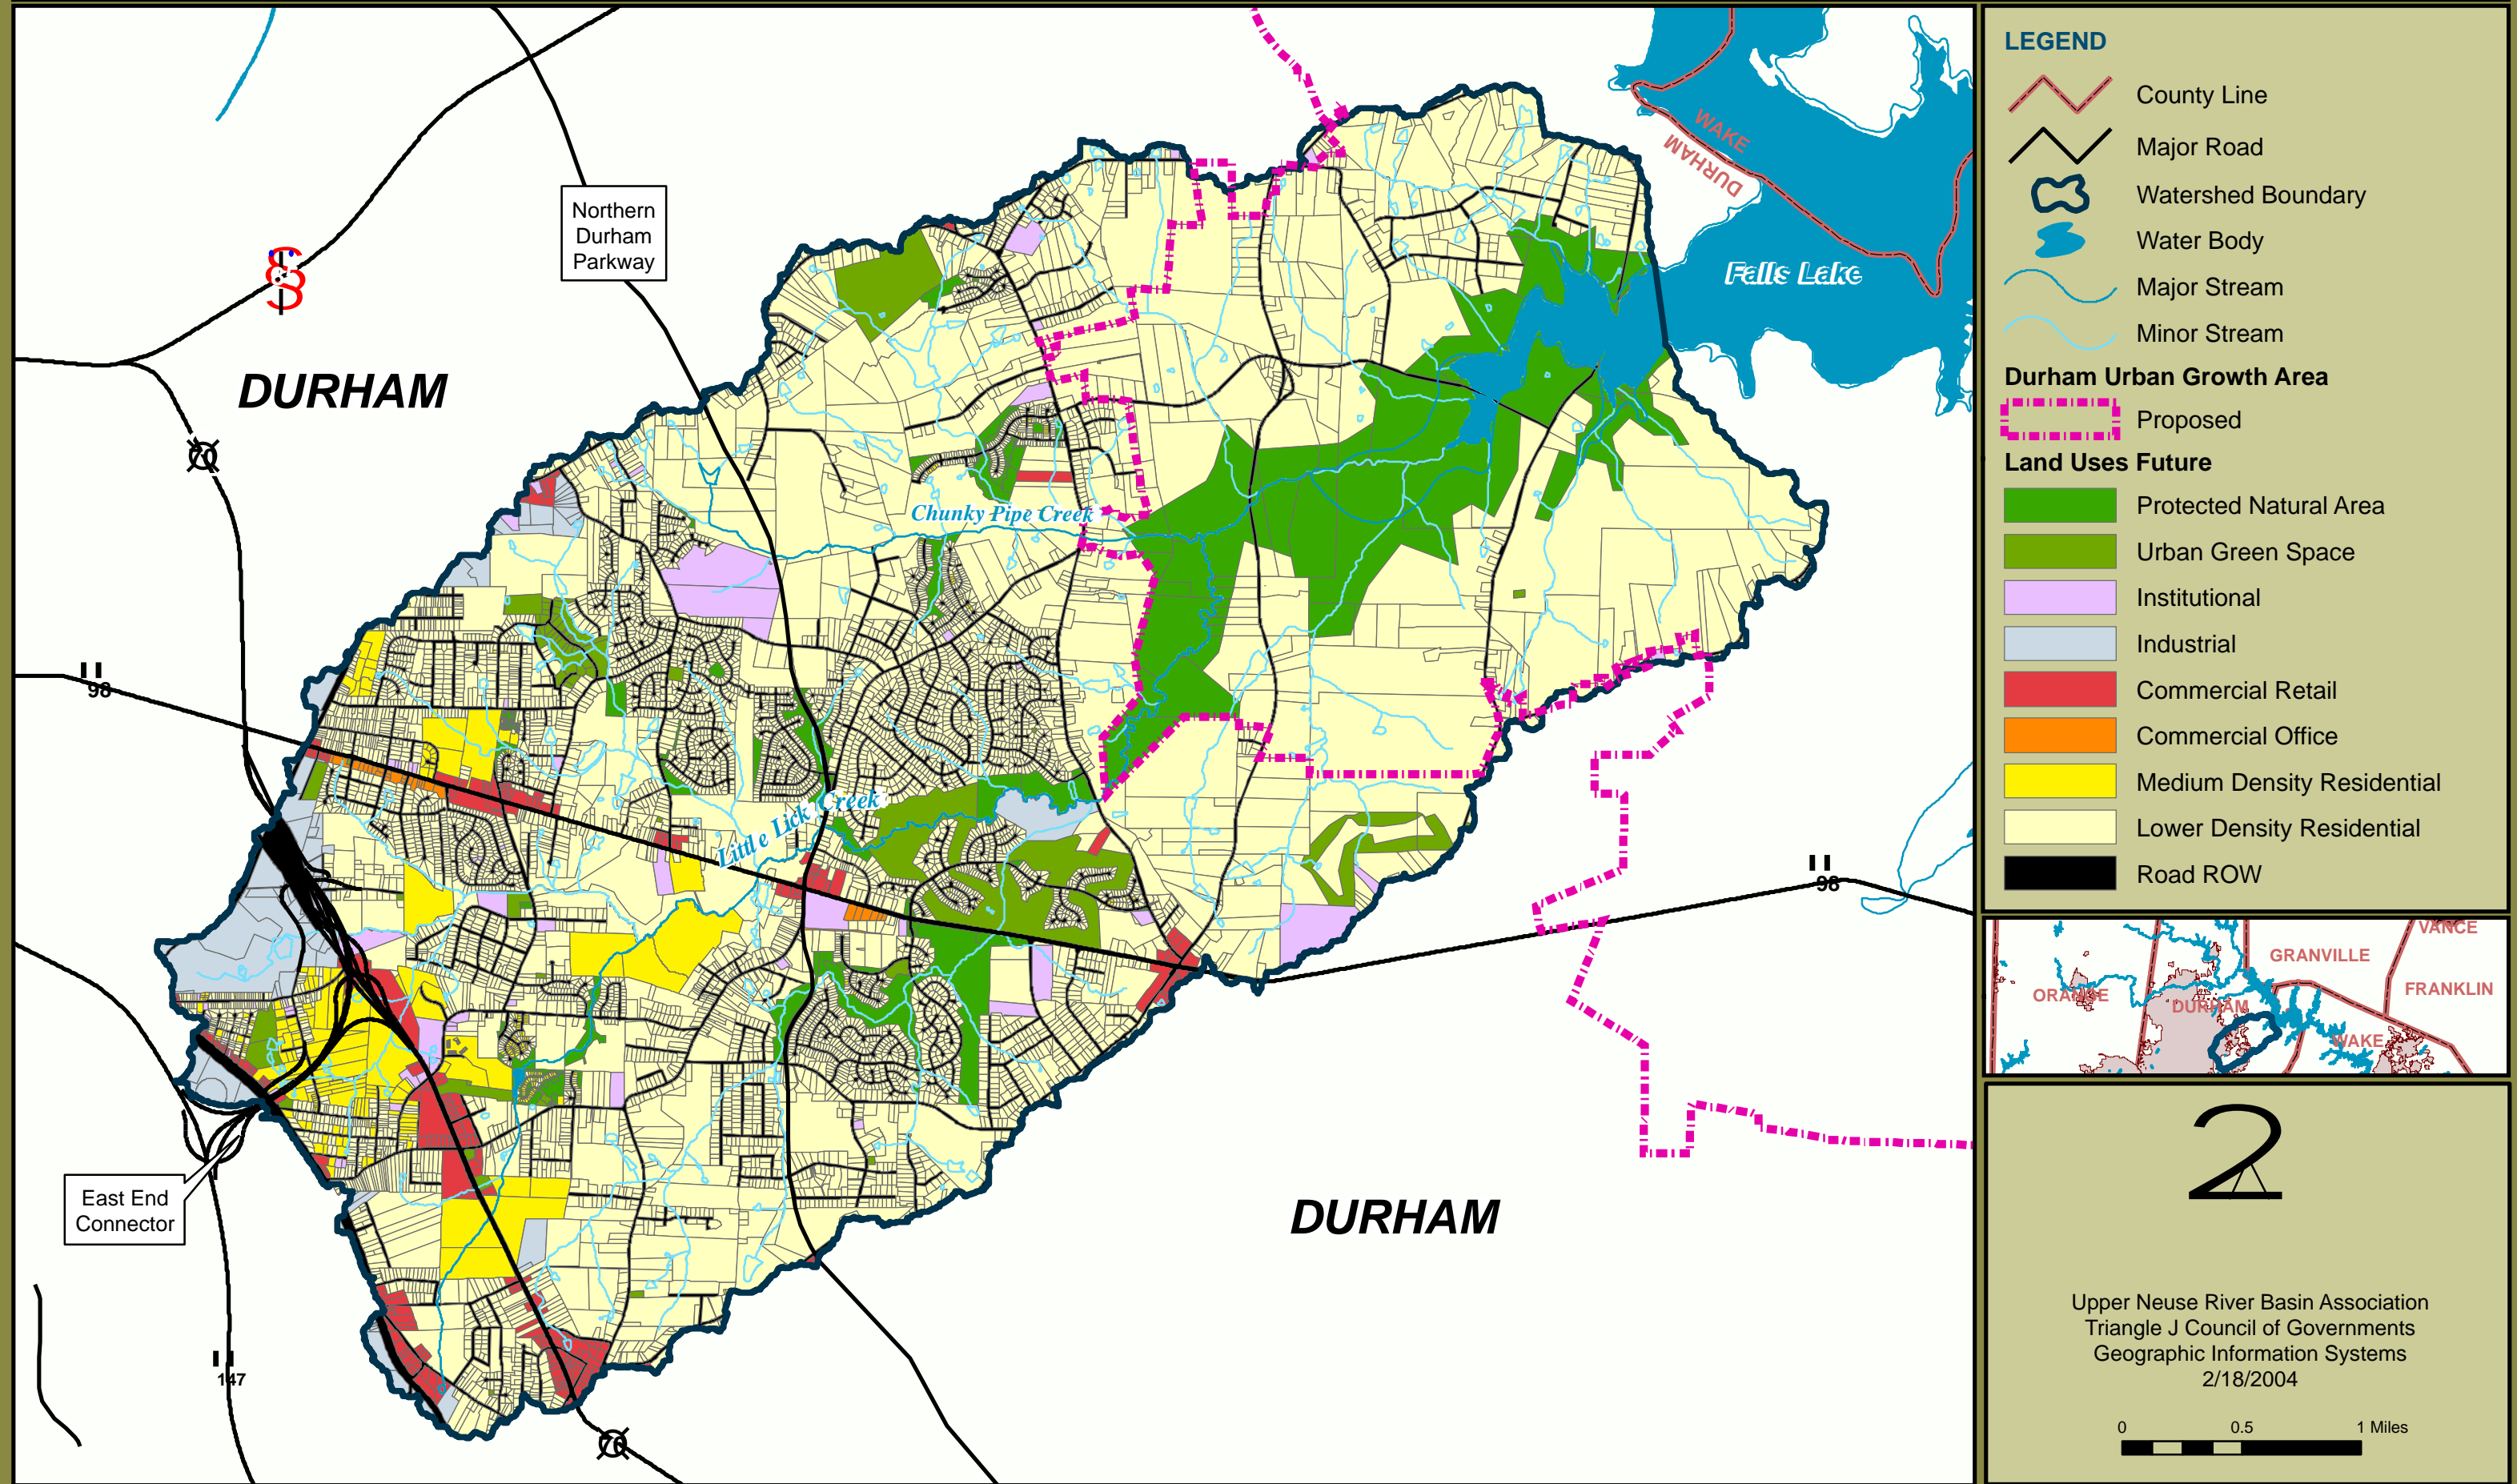 Northern
Durham
Parkway
WAKE
DURHAM
Falls Lake
DURHAM
70
Chunky Pipe Creek
98
Little Lick Creek
98
East End
Connector
DURHAM
147
70
LEGEND
County Line
Major Road
Watershed Boundary
Water Body
Major Stream
Minor Stream
Durham Urban Growth Area
Proposed
Land Uses Future
Protected Natural Area
Urban Green Space
Institutional
Industrial
Commercial Retail
Commercial Office
Medium Density Residential
Lower Density Residential
Road ROW
VANCE
GRANVILLE
FRANKLIN
ORANGE
DURHAM
WAKE
2
Upper Neuse River Basin Association
Triangle J Council of Governments
Geographic Information Systems
2/18/2004
0 0.5 1 Miles